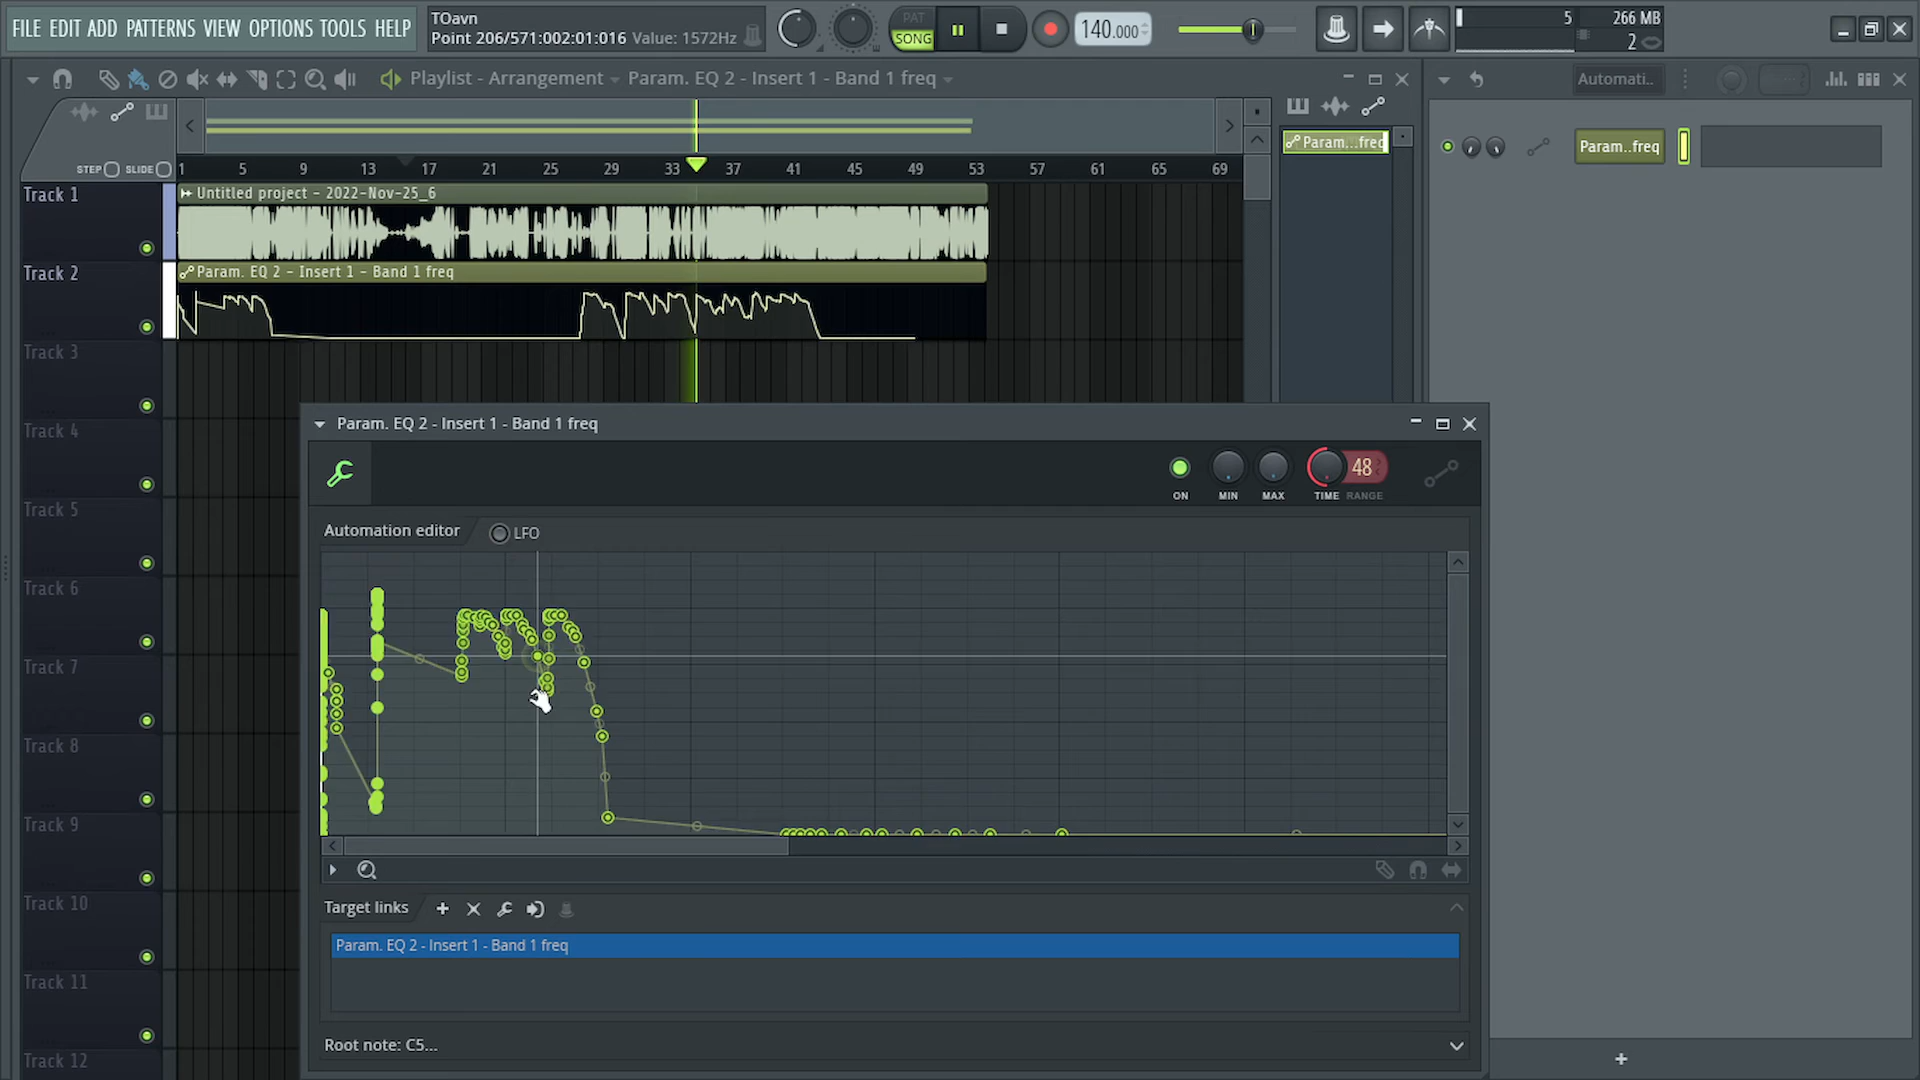 FILE EDIT ADD PATTERNS VIEW OPTIONS TOOLS HELP
TOavn
Point 206/571:002:01:016 Value: 1572Hz
PAT
SONG
140.000
5
266 MB
2
Playlist - Arrangement Param. EQ 2 - Insert 1 - Band 1 freq
Automati..
STEP SLIDE
1 5 9 13 17 21 25 29 33 37 41 45 49 53 57 61 65 69
Param...freq
Param..freq
Track 1
Untitled project - 2022-Nov-25_6
Track 2
Param. EQ 2 - Insert 1 - Band 1 freq
Track 3
Track 4
Track 5
Track 6
Track 7
Track 8
Track 9
Track 10
Track 11
Track 12
Param. EQ 2 - Insert 1 - Band 1 freq
48
ON MIN MAX TIME RANGE
Automation editor LFO
Target links
Param. EQ 2 - Insert 1 - Band 1 freq
Root note: C5...